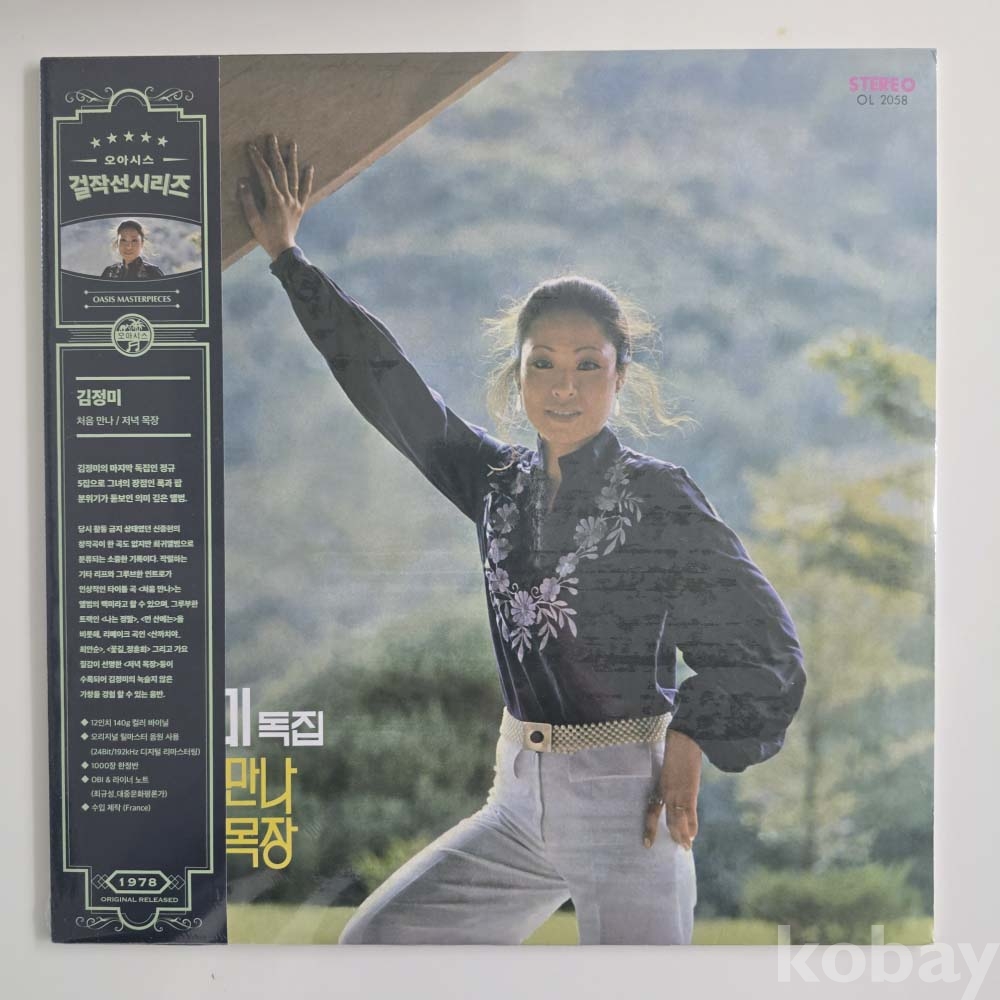 오아시스
걸작선시리즈
OASIS MASTERPIECES
오아시스
김정미
처음 만나 / 저녁 목장
김정미의 마지막 독집인 정규
5집으로 그녀의 장점인 록과 팝
분위기가 돋보인 의미 깊은 앨범.
당시 활동 금지 상태였던 신중현의
창작곡이 한 곡도 없지만 희귀앨범으로
분류되는 소중한 기록이다. 작렬하는
기타 리프와 그루브한 인트로가
인상적인 타이틀 곡 <처음 만나>는
앨범의 백미라고 할 수 있으며, 그루부한
트랙인 <나는 정말>, <먼 산에는>을
비롯해, 리메이크 곡인 <산까치야_
최안순>, <꽃길_정훈희> 그리고 가요
질감이 선명한 <저녁 목장>등이
수록되어 김정미의 녹슬지 않은
가창을 경험 할 수 있는 음반.
◆ 12인치 140g 컬러 바이닐
◆ 오리지널 릴마스터 음원 사용
(24Bit/192kHz 디지털 리마스터링)
◆ 1000장 한정반
◆ OBI & 라이너 노트
(최규성_대중문화평론가)
◆ 수입 제작 (France)
1978
ORIGINAL RELEASED
STEREO
OL 2058
미 독집
만나
목장
kobay